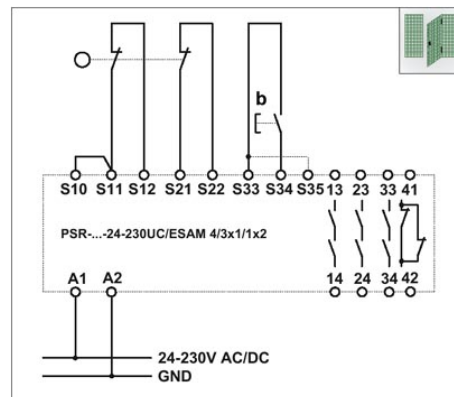 b
S10 S11 S12 S21 S22 S33 S34 S35 13 23 33 41
PSR-...-24-230UC/ESAM 4/3x1/1x2
A1 A2 14 24 34 42
24-230V AC/DC
GND